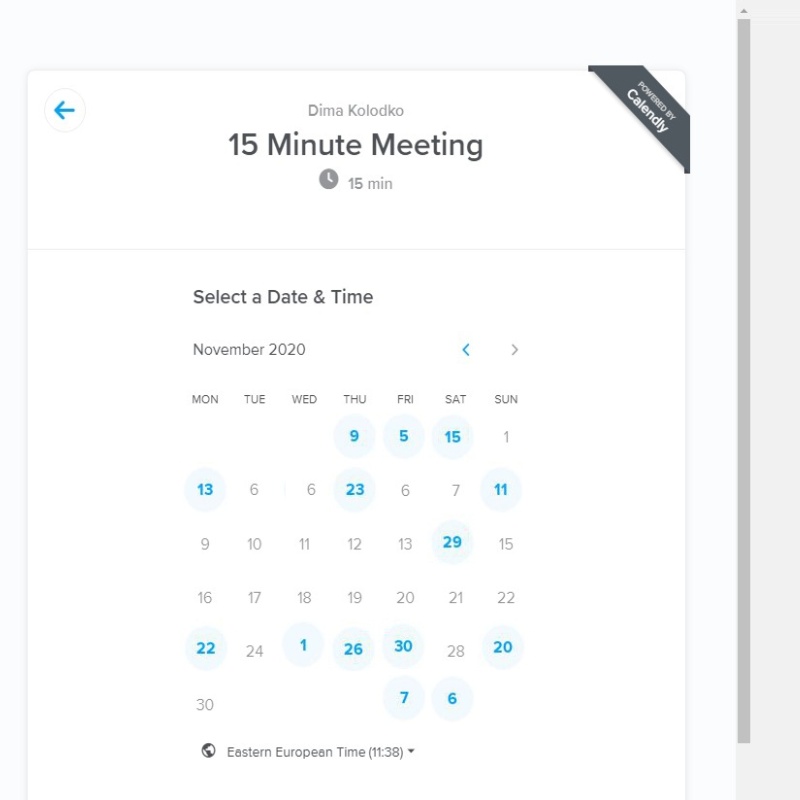 Dima Kolodko
15 Minute Meeting
15 min
POWERED BY
Calendly
Select a Date & Time
November 2020
MON TUE WED THU FRI SAT SUN
9 5 15 1
13 6 6 23 6 7 11
9 10 11 12 13 29 15
16 17 18 19 20 21 22
22 24 1 26 30 28 20
30 7 6
Eastern European Time (11:38)